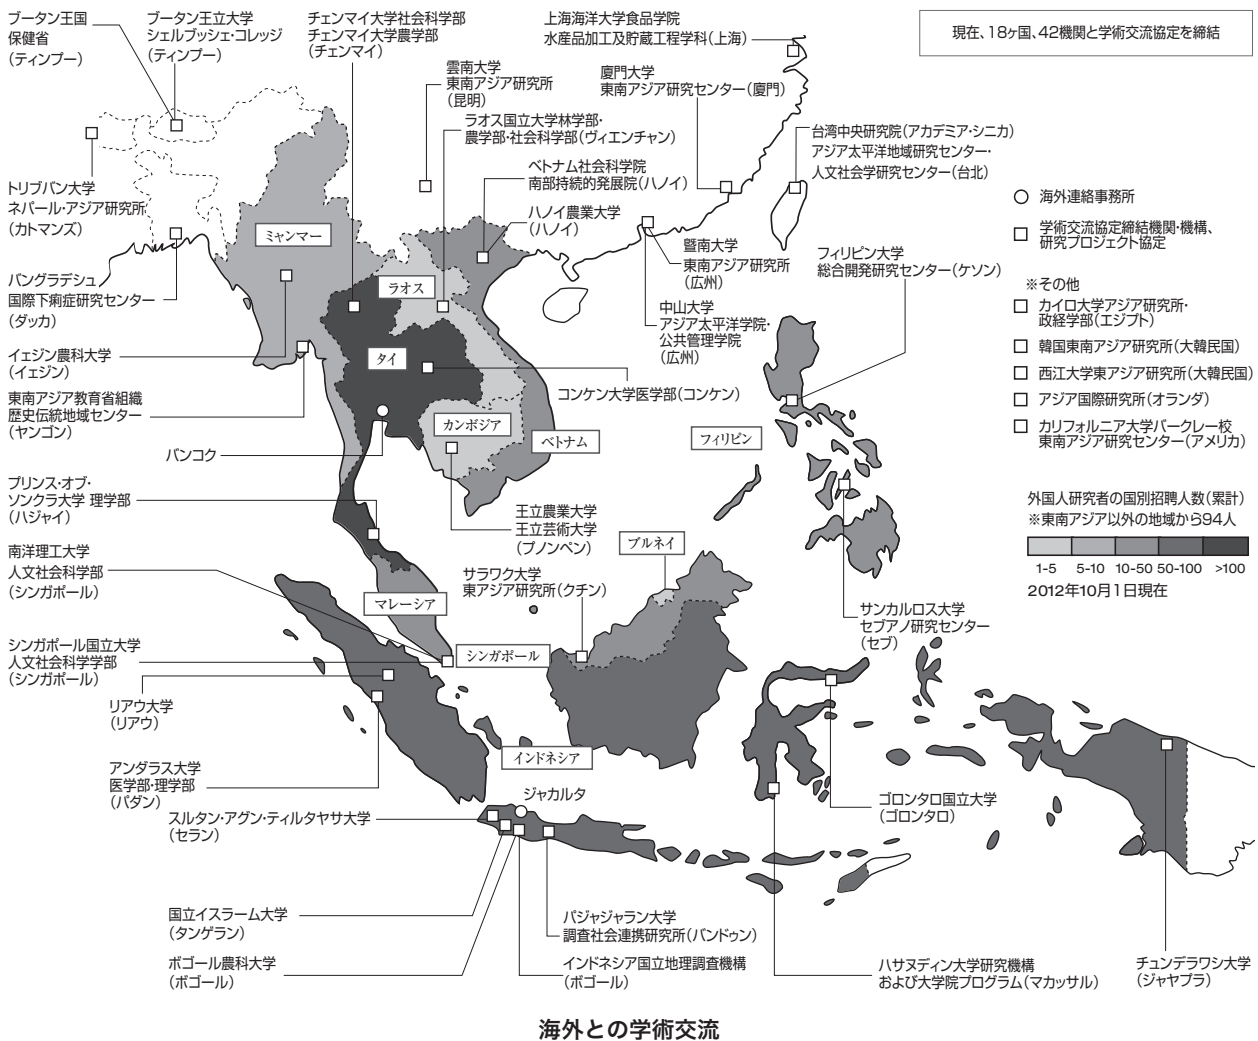 ブータン王国
保健省
(ティンプー)
ブータン王立大学
シェルブッシェ・コレッジ
(ティンプー)
チェンマイ大学社会科学部
チェンマイ大学農学部
(チェンマイ)
上海海洋大学食品学院
水産品加工及貯蔵工程学科(上海)
現在、18ヶ国、42機関と学術交流協定を締結
雲南大学
東南アジア研究所
(昆明)
廈門大学
東南アジア研究センター(廈門)
ラオス国立大学林学部・
農学部・社会科学部(ヴィエンチャン)
台湾中央研究院(アカデミア・シニカ)
アジア太平洋地域研究センター・
人文社会学研究センター(台北)
ベトナム社会科学院
南部持続的発展院(ハノイ)
トリブバン大学
ネパール・アジア研究所
(カトマンズ)
ハノイ農業大学
(ハノイ)
海外連絡事務所
学術交流協定締結機関・機構、
研究プロジェクト協定
ミャンマー
暨南大学
東南アジア研究所
(広州)
フィリピン大学
総合開発研究センター(ケソン)
バングラデシュ
国際下痢症研究センター
(ダッカ)
ラオス
※その他
カイロ大学アジア研究所・
政経学部(エジプト)
韓国東南アジア研究所(大韓民国)
西江大学東アジア研究所(大韓民国)
アジア国際研究所(オランダ)
カリフォルニア大学バークレー校
東南アジア研究センター(アメリカ)
中山大学
アジア太平洋学院・
公共管理学院
(広州)
イェジン農科大学
(イェジン)
タイ
コンケン大学医学部(コンケン)
東南アジア教育省組織
歴史伝統地域センター
(ヤンゴン)
カンボジア
ベトナム
フィリピン
バンコク
プリンス・オブ・
ソンクラ大学 理学部
(ハジャイ)
王立農業大学
王立芸術大学
(プノンペン)
外国人研究者の国別招聘人数(累計)
※東南アジア以外の地域から94人
1-5 5-10 10-50 50-100 >100
2012年10月1日現在
南洋理工大学
人文社会科学部
(シンガポール)
ブルネイ
サラワク大学
東アジア研究所(クチン)
マレーシア
サンカルロス大学
セブアノ研究センター
(セブ)
シンガポール国立大学
人文社会科学学部
(シンガポール)
シンガポール
リアウ大学
(リアウ)
インドネシア
アンダラス大学
医学部・理学部
(パダン)
ジャカルタ
スルタン・アグン・ティルタヤサ大学
(セラン)
ゴロンタロ国立大学
(ゴロンタロ)
国立イスラーム大学
(タンゲラン)
パジャジャラン大学
調査社会連携研究所(バンドゥン)
ボゴール農科大学
(ボゴール)
インドネシア国立地理調査機構
(ボゴール)
ハサヌディン大学研究機構
および大学院プログラム(マカッサル)
チュンデラワシ大学
(ジャヤプラ)
海外との学術交流